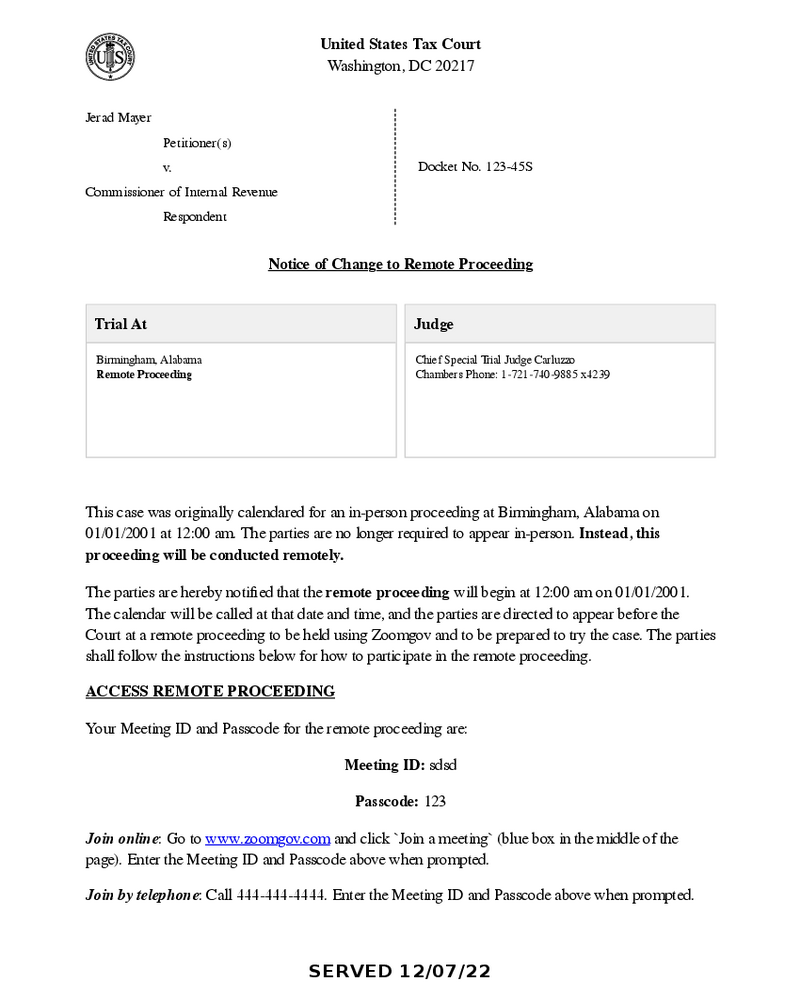 UNITED STATES TAX COURT
US
United States Tax Court
Washington, DC 20217
Jerad Mayer
Petitioner(s)
v.
Docket No. 123-45S
Commissioner of Internal Revenue
Respondent
Notice of Change to Remote Proceeding
Trial At
Birmingham, Alabama
Remote Proceeding
Judge
Chief Special Trial Judge Carluzzo
Chambers Phone: 1-721-740-9885 x4239
This case was originally calendared for an in-person proceeding at Birmingham, Alabama on
01/01/2001 at 12:00 am. The parties are no longer required to appear in-person. Instead, this
proceeding will be conducted remotely.
The parties are hereby notified that the remote proceeding will begin at 12:00 am on 01/01/2001.
The calendar will be called at that date and time, and the parties are directed to appear before the
Court at a remote proceeding to be held using Zoomgov and to be prepared to try the case. The parties
shall follow the instructions below for how to participate in the remote proceeding.
ACCESS REMOTE PROCEEDING
Your Meeting ID and Passcode for the remote proceeding are:
Meeting ID: sdsd
Passcode: 123
Join online: Go to www.zoomgov.com and click `Join a meeting` (blue box in the middle of the
page). Enter the Meeting ID and Passcode above when prompted.
Join by telephone: Call 444-444-4444. Enter the Meeting ID and Passcode above when prompted.
SERVED 12/07/22